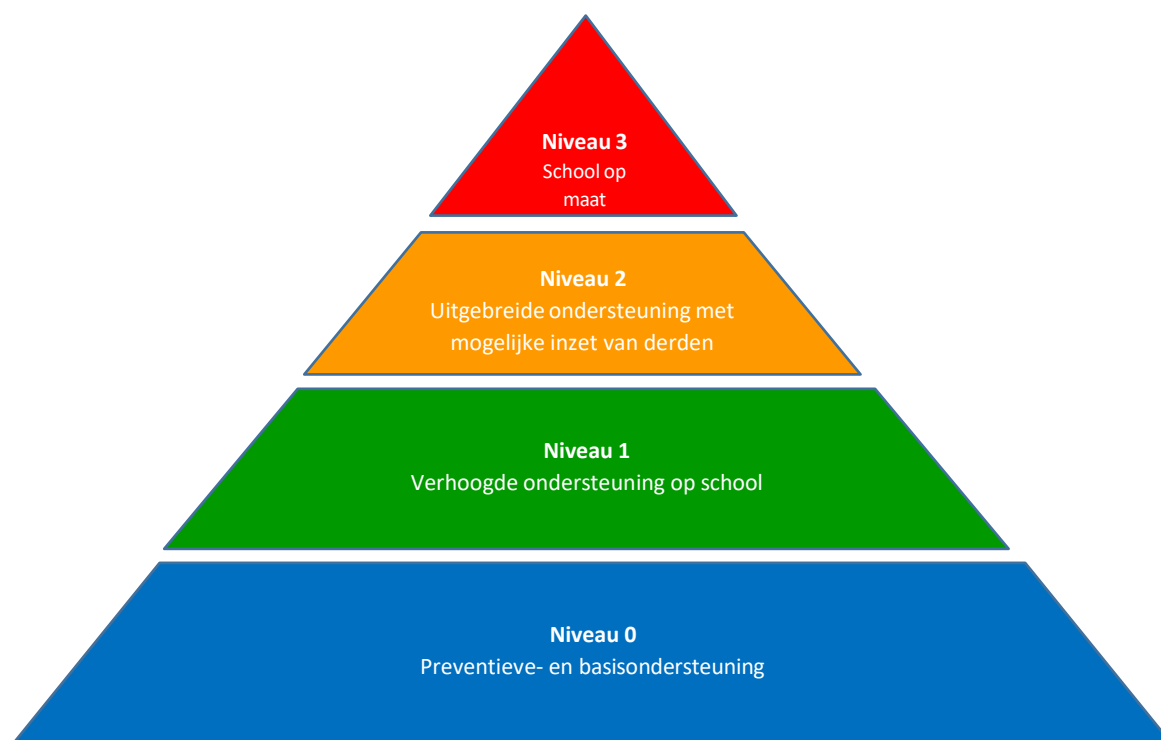 Niveau 3
School op
maat
Niveau 2
Uitgebreide ondersteuning met
mogelijke inzet van derden
Niveau 1
Verhoogde ondersteuning op school
Niveau 0
Preventieve- en basisondersteuning